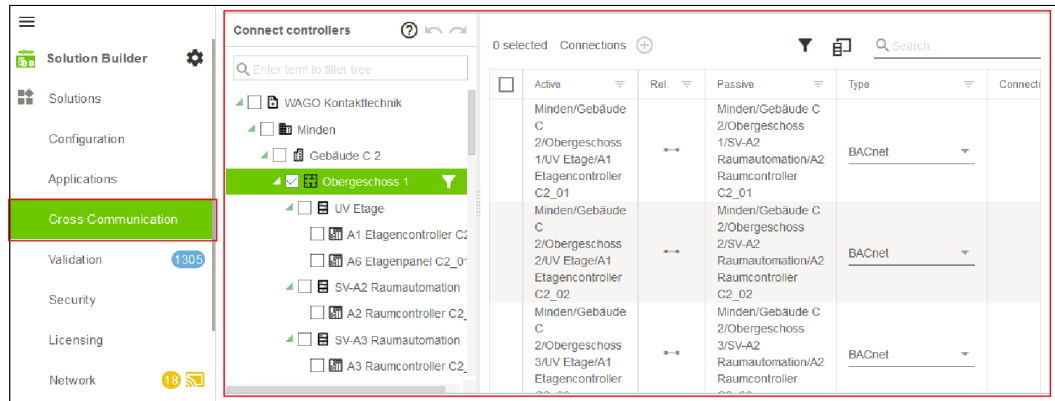 Solution Builder
Solutions
Configuration
Applications
Cross Communication
Validation 1305
Security
Licensing
Network 18
Connect controllers
Enter term to filter tree
WAGO Kontakttechnik
Minden
Gebäude C 2
Obergeschoss 1
UV Etage
A1 Etagencontroller C2
A6 Etagenpanel C2_01
SV-A2 Raumautomation
A2 Raumcontroller C2_
SV-A3 Raumautomation
A3 Raumcontroller C2_
0 selected Connections
Search...
Active Rel. Passive Type Connecti
Minden/Gebäude
C
2/Obergeschoss
1/UV Etage/A1
Etagencontroller
C2_01
Minden/Gebäude C
2/Obergeschoss
1/SV-A2
Raumautomation/A2
Raumcontroller
C2_01
BACnet
Minden/Gebäude
C
2/Obergeschoss
2/UV Etage/A1
Etagencontroller
C2_02
Minden/Gebäude C
2/Obergeschoss
2/SV-A2
Raumautomation/A2
Raumcontroller
C2_02
BACnet
Minden/Gebäude
C
2/Obergeschoss
3/UV Etage/A1
Etagencontroller
Minden/Gebäude C
2/Obergeschoss
3/SV-A2
Raumautomation/A2
Raumcontroller
BACnet